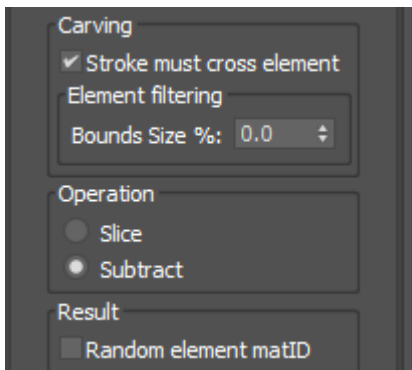 Carving
Stroke must cross element
Element filtering
Bounds Size %: 0.0
Operation
Slice
Subtract
Result
Random element matID